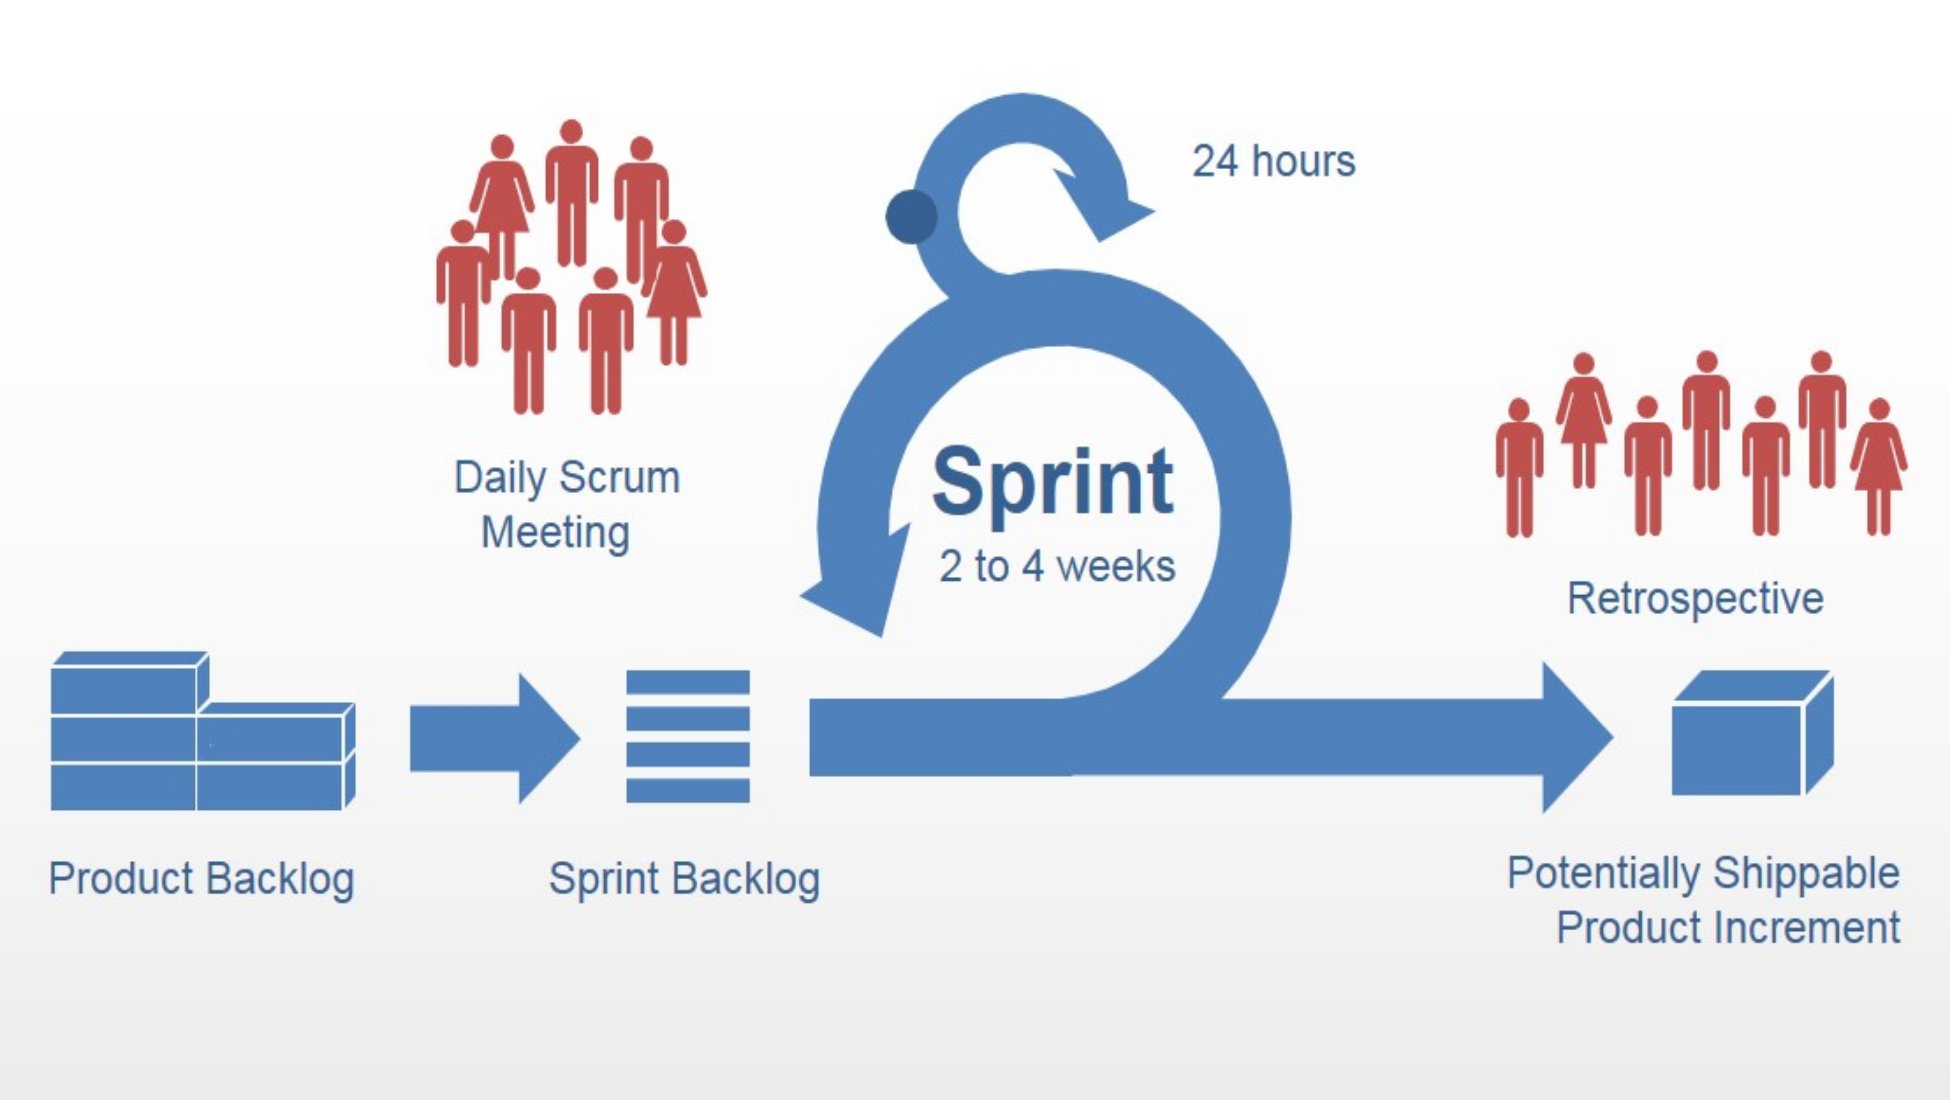 24 hours
Daily Scrum
Meeting
Sprint
2 to 4 weeks
Retrospective
Product Backlog
Sprint Backlog
Potentially Shippable
Product Increment